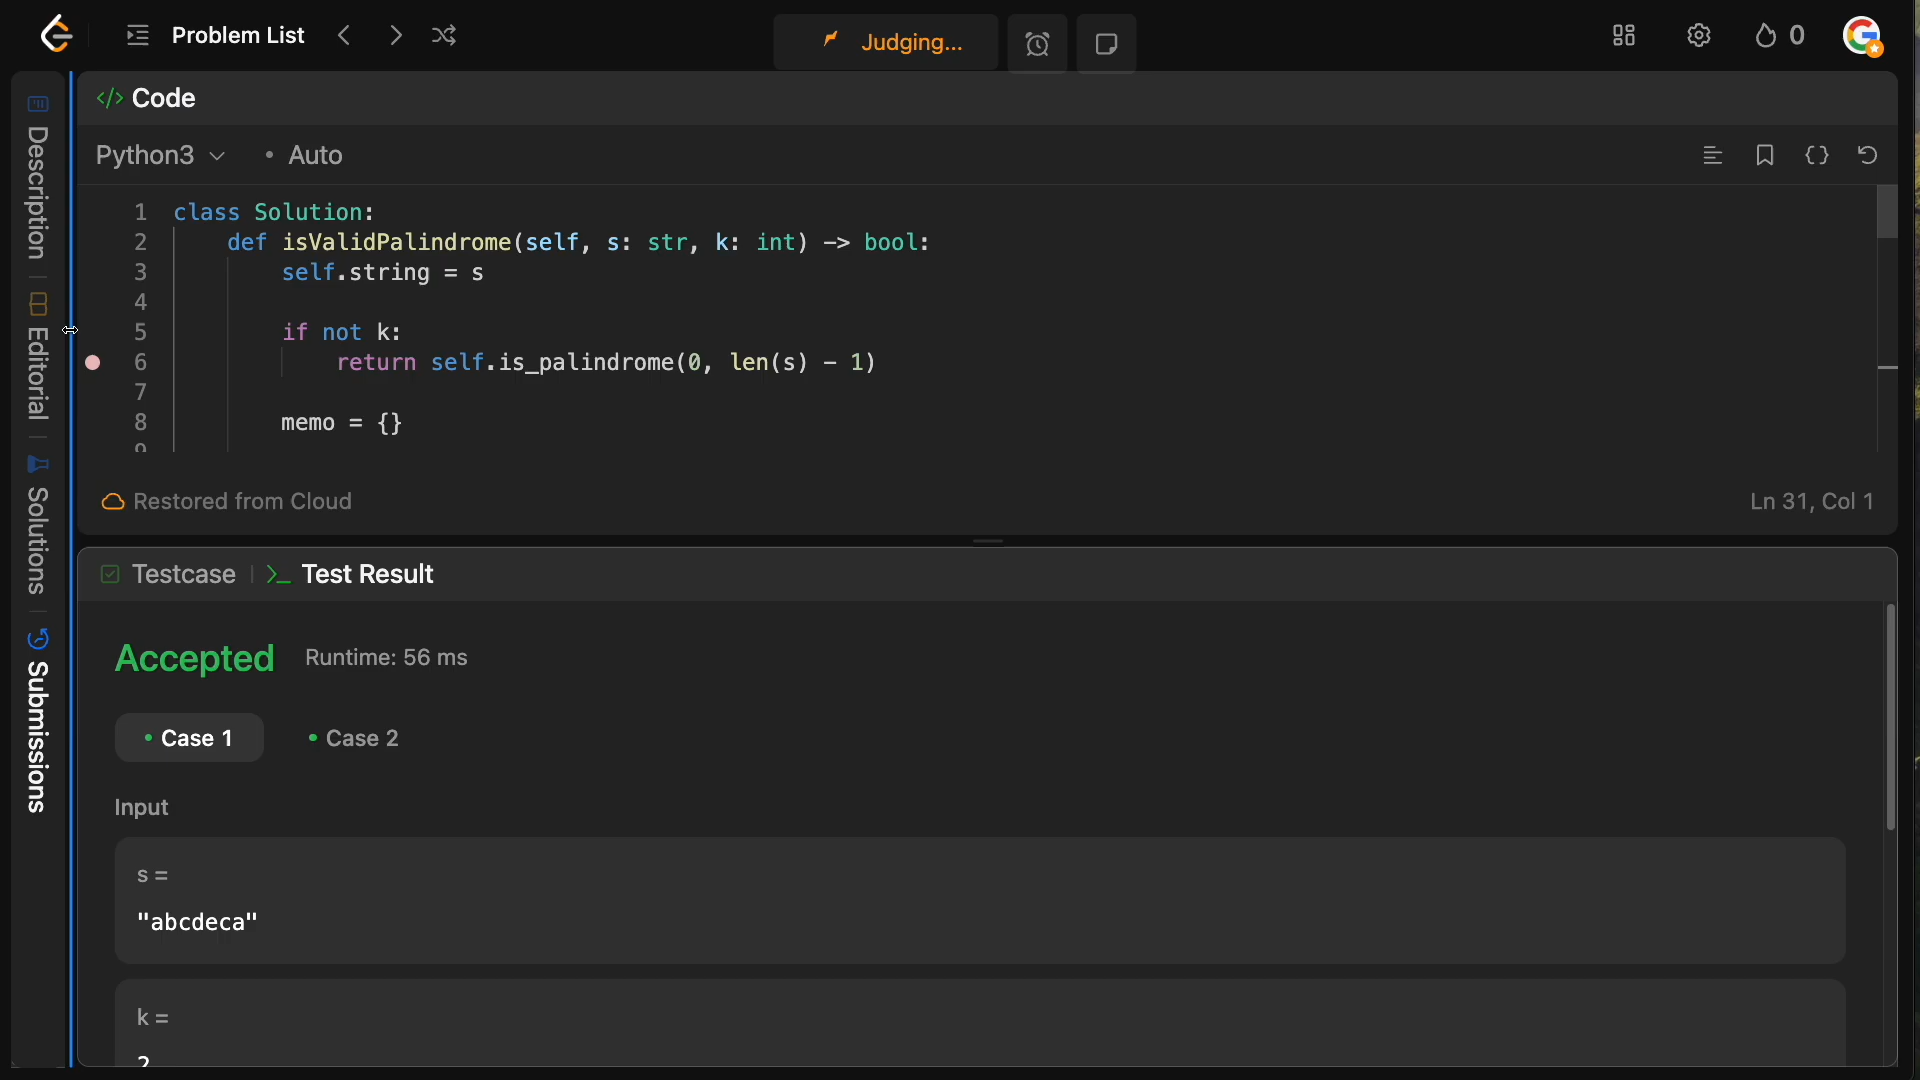 Problem List
Judging...
0
Description
Editorial
Solutions
Submissions
</> Code
Python3 • Auto
1 class Solution:
2 def isValidPalindrome(self, s: str, k: int) -> bool:
3 self.string = s
4
5 if not k:
6 return self.is_palindrome(0, len(s) - 1)
7
8 memo = {}
9
Restored from Cloud
Ln 31, Col 1
Testcase
>_ Test Result
Accepted
Runtime: 56 ms
• Case 1
• Case 2
Input
s =
"abcdeca"
k =
2